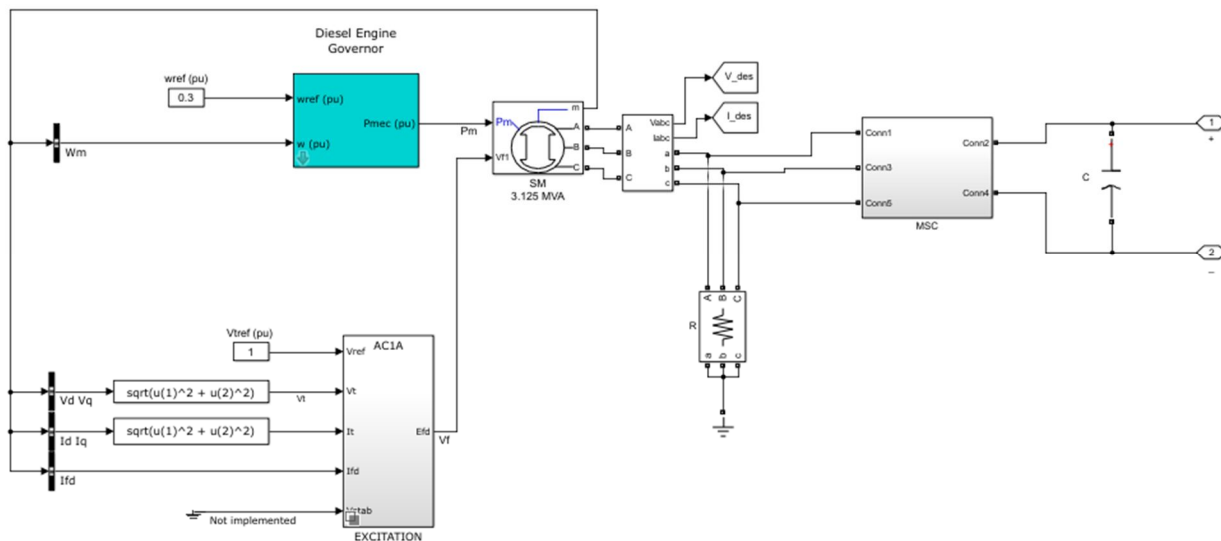 Diesel Engine
Governor
wref (pu)
0.3
wref (pu)
Pmec (pu)
w (pu)
Wm
Pm
Pm
Vf1
m
A
B
C
SM
3.125 MVA
A
B
C
Vabc
Iabc
a
b
c
V_des
I_des
Conn1
Conn3
Conn5
Conn2
Conn4
MSC
C
1
+
2
–
R
A B C
a b c
Vtref (pu)
1
AC1A
Vref
Vt
It
Ifd
Efd
Vf
EXCITATION
Vd Vq
sqrt(u(1)^2 + u(2)^2)
Vt
Id Iq
sqrt(u(1)^2 + u(2)^2)
Ifd
Not implemented